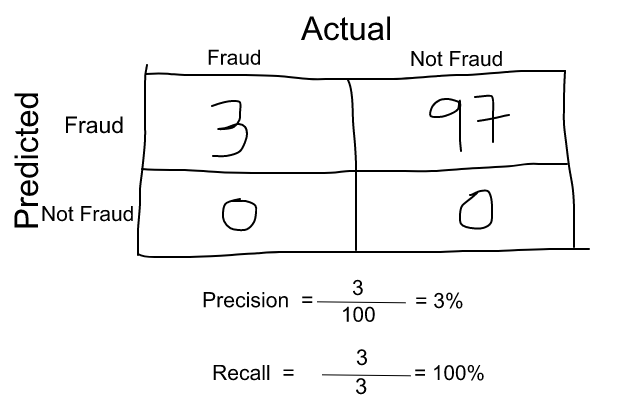 Actual
Fraud Not Fraud
Predicted
Fraud 3 97
Not Fraud 0 0
Precision = 3/100 = 3%
Recall = 3/3 = 100%